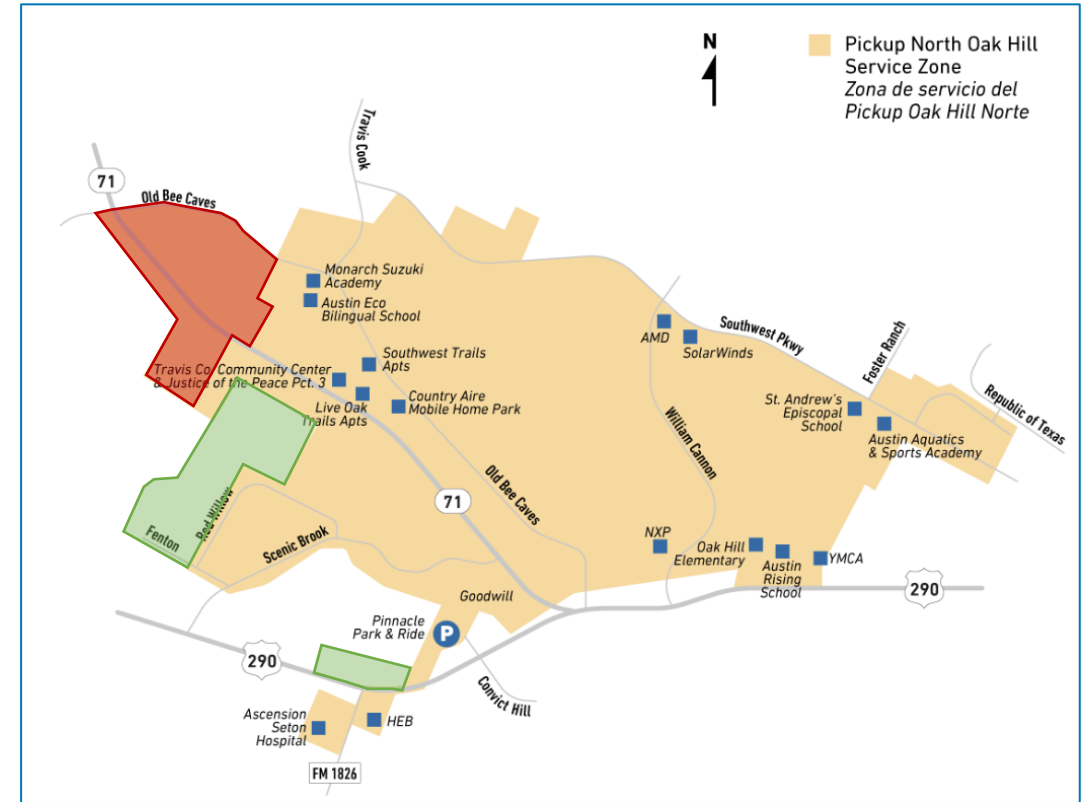 N
Pickup North Oak Hill
Service Zone
Zona de servicio del
Pickup Oak Hill Norte
Travis Cook
71
Old Bee Caves
Monarch Suzuki
Academy
Austin Eco
Bilingual School
Southwest Trails
Apts
Travis Co. Community Center
& Justice of the Peace Pct. 3
Live Oak
Trails Apts
Country Aire
Mobile Home Park
AMD
SolarWinds
Southwest Pkwy
Foster Ranch
Republic of Texas
St. Andrew's
Episcopal
School
Austin Aquatics
& Sports Academy
William Cannon
Old Bee Caves
71
Red Willow
Fenton
Scenic Brook
NXP
Oak Hill
Elementary
Austin
Rising
School
YMCA
290
Goodwill
Pinnacle
Park & Ride
P
290
Convict Hill
Ascension
Seton
Hospital
HEB
FM 1826